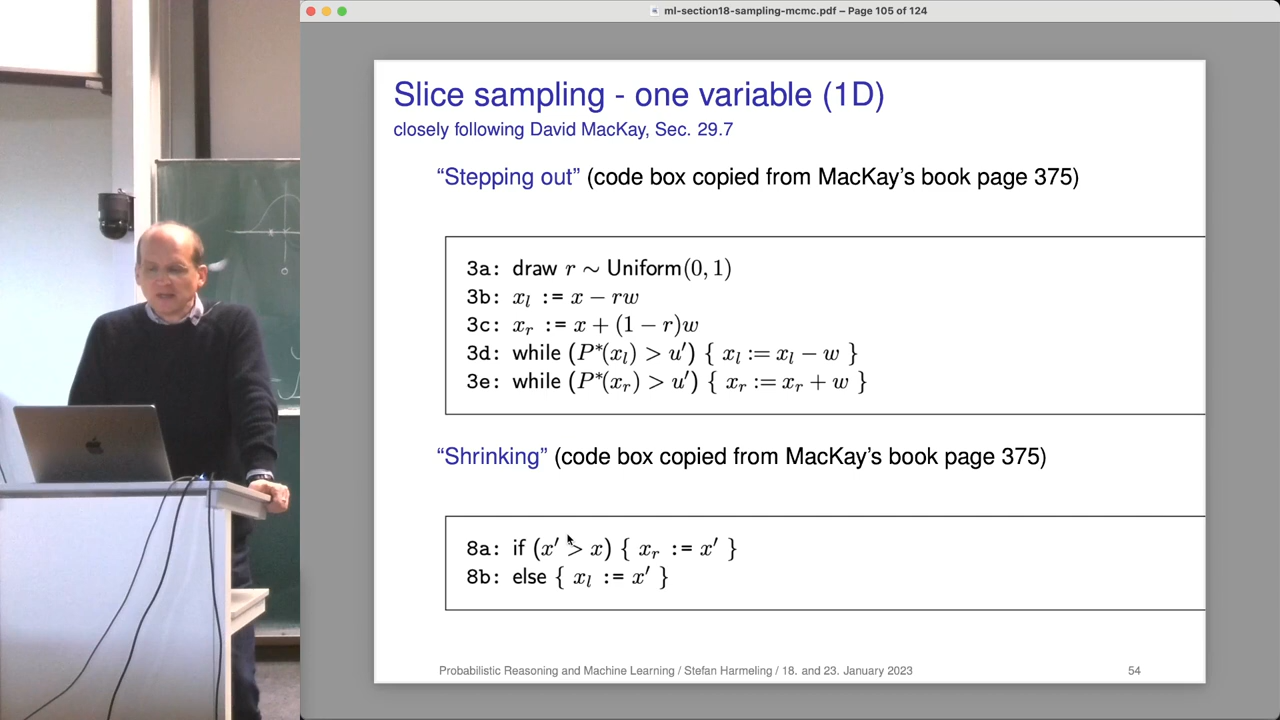 ml-section18-sampling-mcmc.pdf – Page 105 of 124
Slice sampling - one variable (1D)
closely following David MacKay, Sec. 29.7
“Stepping out” (code box copied from MacKay's book page 375)
3a: draw r ∼ Uniform(0, 1)
3b: x_l := x − rw
3c: x_r := x + (1 − r)w
3d: while (P*(x_l) > u′) { x_l := x_l − w }
3e: while (P*(x_r) > u′) { x_r := x_r + w }
“Shrinking” (code box copied from MacKay's book page 375)
8a: if (x′ > x) { x_r := x′ }
8b: else { x_l := x′ }
Probabilistic Reasoning and Machine Learning / Stefan Harmeling / 18. and 23. January 2023
54